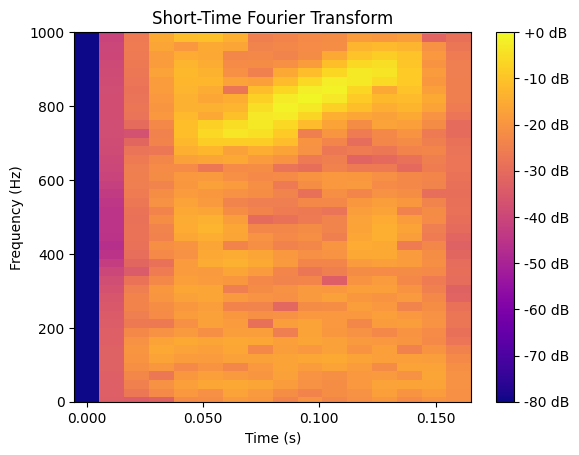 Short-Time Fourier Transform
1000
800
600
400
200
0
Frequency (Hz)
0.000
0.050
0.100
0.150
Time (s)
+0 dB
-10 dB
-20 dB
-30 dB
-40 dB
-50 dB
-60 dB
-70 dB
-80 dB